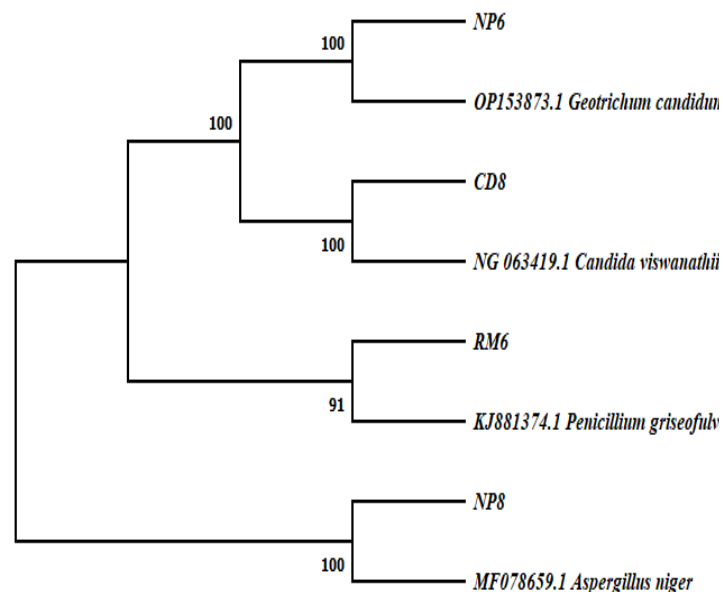 NP6
100
OP153873.1 Geotrichum candidum
100
CD8
100
NG 063419.1 Candida viswanathii
RM6
91
KJ881374.1 Penicillium griseofulv
NP8
100
MF078659.1 Aspergillus niger